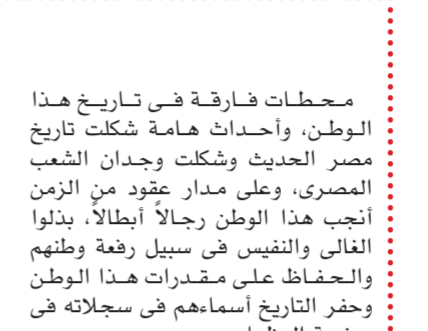 محطات فارقة فى تاريخ هذا
الوطن، وأحداث هامة شكلت تاريخ
مصر الحديث وشكلت وجدان الشعب
المصرى، وعلى مدار عقود من الزمن
أنجب هذا الوطن رجالاً أبطالاً، بذلوا
الغالى والنفيس فى سبيل رفعة وطنهم
والحفاظ على مقدرات هذا الوطن
وحفر التاريخ أسماءهم فى سجلاته فى